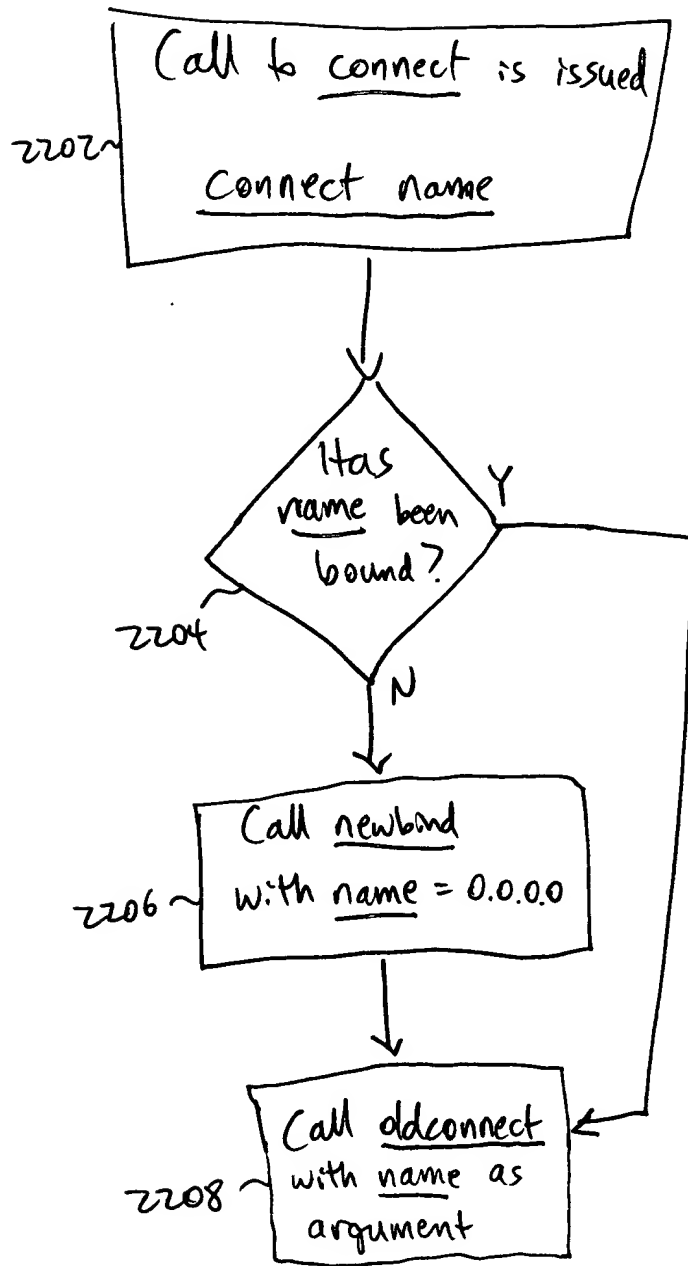 Call to connect is issued
2202
connect name
Has
name been
bound?
Y
2204
N
Call newbind
with name = 0.0.0.0
2206
Call oldconnect
with name as
2208
argument